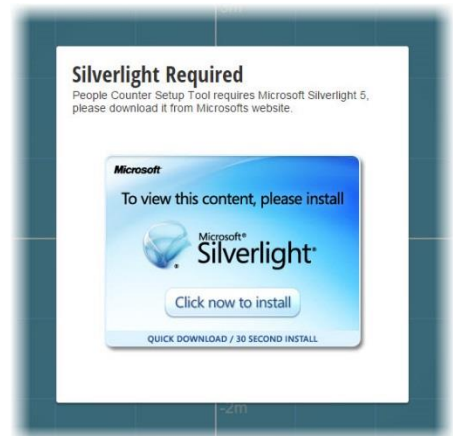 Silverlight Required
People Counter Setup Tool requires Microsoft Silverlight 5,
please download it from Microsofts website.
Microsoft
To view this content, please install
Microsoft®
Silverlight®
Click now to install
QUICK DOWNLOAD / 30 SECOND INSTALL
-2m